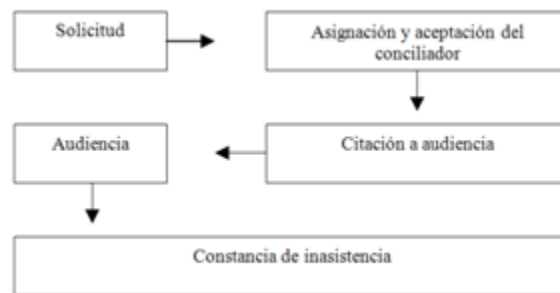 Solicitud
Asignación y aceptación del
conciliador
Audiencia
Citación a audiencia
Constancia de inasistencia